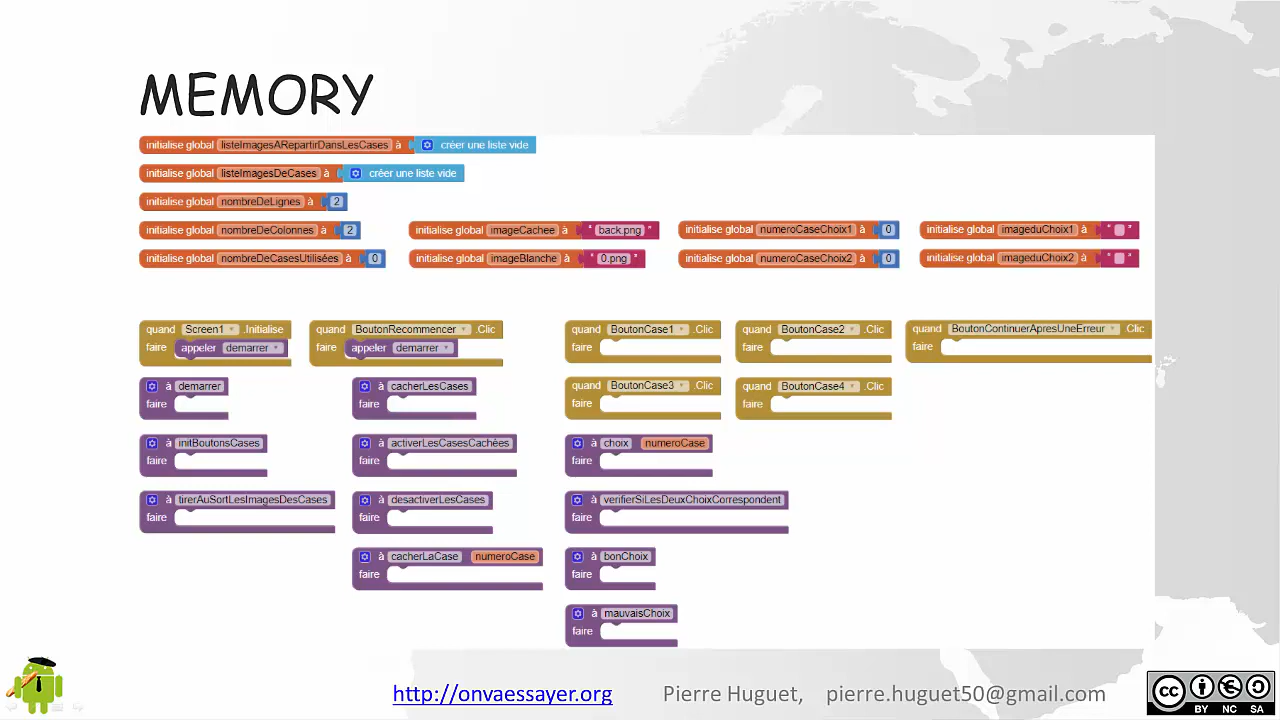 MEMORY
initialise global listeImagesARepartirDansLesCases à créer une liste vide
initialise global listeImagesDeCases à créer une liste vide
initialise global nombreDeLignes à 2
initialise global nombreDeColonnes à 2 initialise global imageCachee à " back.png " initialise global numeroCaseChoix1 0 initialise global imageduChoix1 à " "
initialise global nombreDeCasesUtilisées à 0 initialise global imageBlanche à " 0.png " initialise global numeroCaseChoix2 0 initialise global imageduChoix2 à " "
quand Screen1 .Initialise quand BoutonRecommencer .Clic quand BoutonCase1 .Clic quand BoutonCase2 .Clic quand BoutonContinuerApresUneErreur .Clic
faire appeler demarrer faire appeler demarrer faire faire faire
à demarrer à cacherLesCases quand BoutonCase3 .Clic quand BoutonCase4 .Clic
faire faire faire faire
à initBoutonsCases à activerLesCasesCachées à choix numeroCase
faire faire faire
à tirerAuSortLesImagesDesCases à desactiverLesCases à verifierSiLesDeuxChoixCorrespondent
faire faire faire
à cacherLaCase numeroCase à bonChoix
faire faire
à mauvaisChoix
faire
http://onvaessayer.org Pierre Huguet, pierre.huguet50@gmail.com
cc BY NC SA